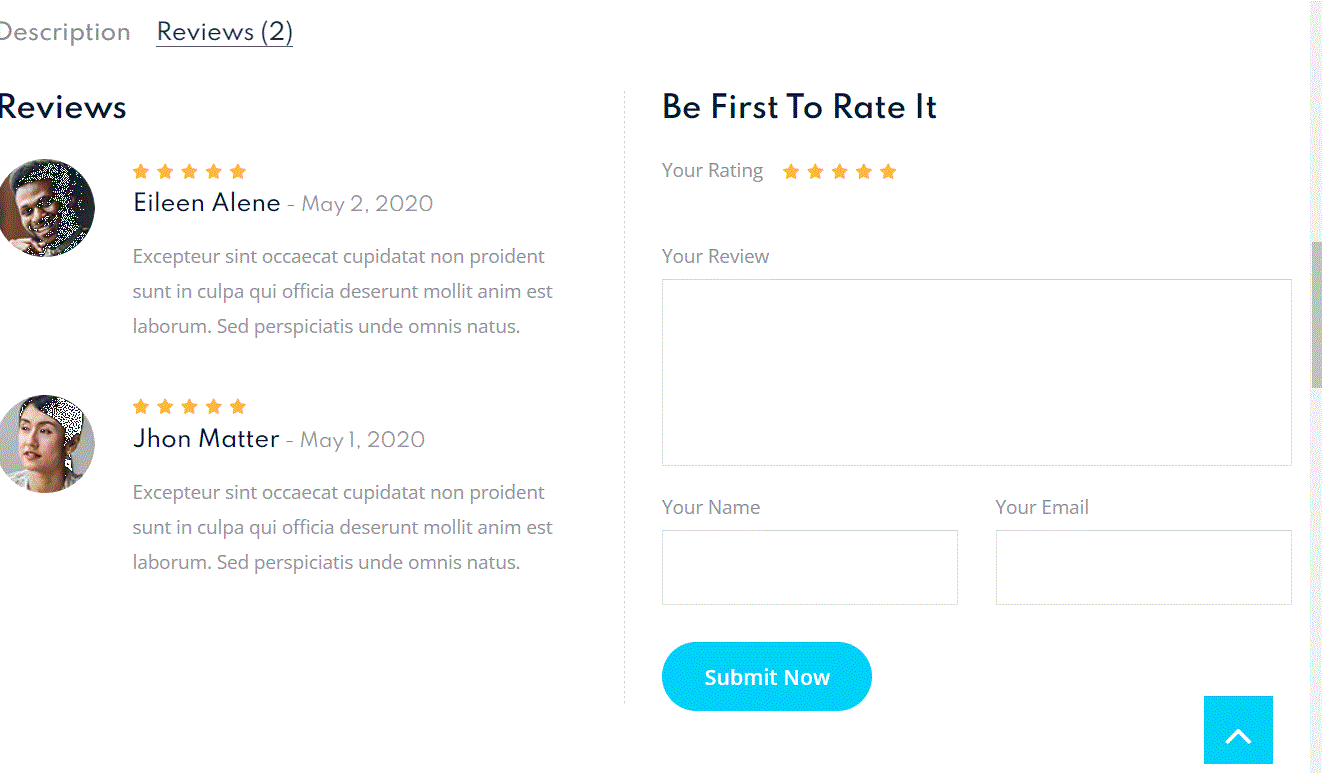 Description Reviews (2)
Reviews
Eileen Alene - May 2, 2020
Excepteur sint occaecat cupidatat non proident
sunt in culpa qui officia deserunt mollit anim est
laborum. Sed perspiciatis unde omnis natus.
Jhon Matter - May 1, 2020
Excepteur sint occaecat cupidatat non proident
sunt in culpa qui officia deserunt mollit anim est
laborum. Sed perspiciatis unde omnis natus.
Be First To Rate It
Your Rating
Your Review
Your Name
Your Email
Submit Now